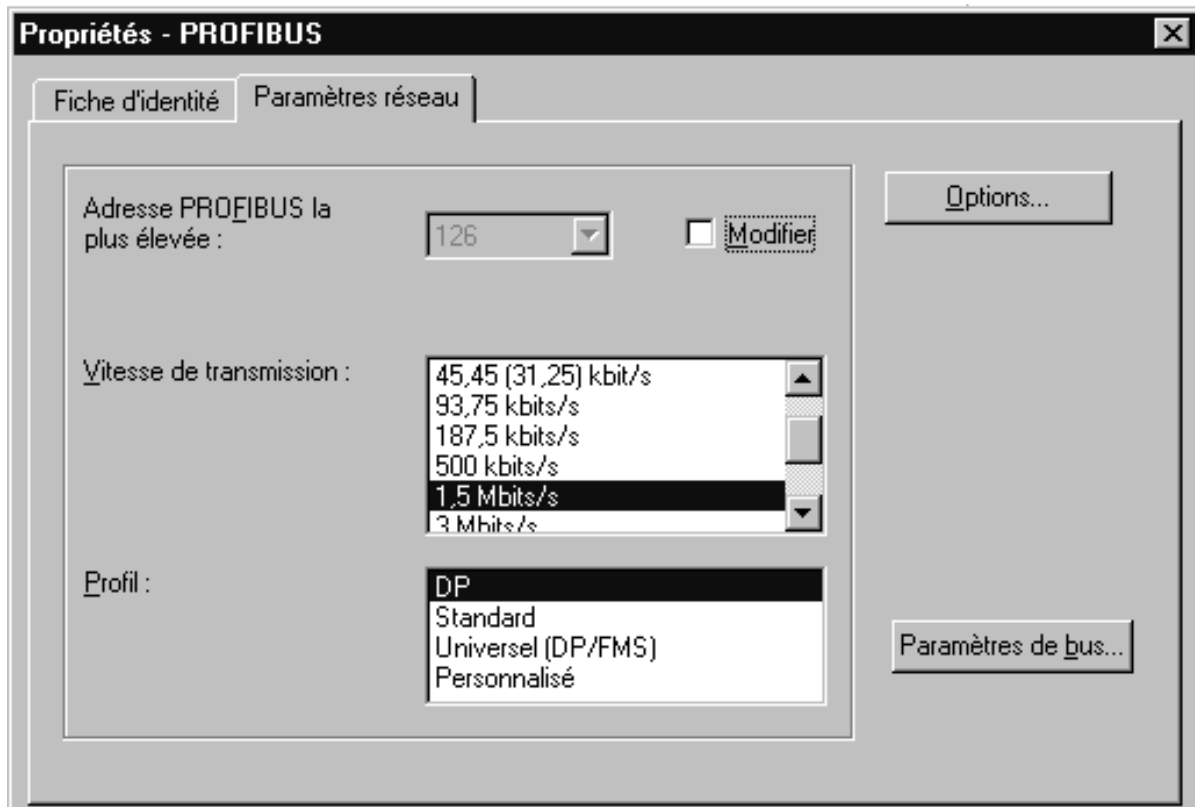 Propriétés - PROFIBUS
Fiche d'identité
Paramètres réseau
Adresse PROFIBUS la
plus élevée :
126
Modifier
Options...
Vitesse de transmission :
45,45 (31,25) kbit/s
93,75 kbits/s
187,5 kbits/s
500 kbits/s
1,5 Mbits/s
3 Mbits/s
Profil :
DP
Standard
Universel (DP/FMS)
Personnalisé
Paramètres de bus...